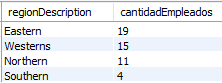 regionDescription cantidadEmpleados
Eastern 19
Westerns 15
Northern 11
Southern 4